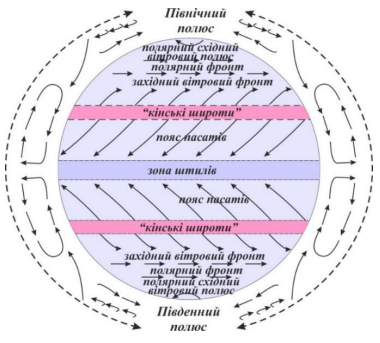 Північний
полюс
полярний східний
вітровий полюс
полярний фронт
західний вітровий фронт
“кінські широти”
пояс пасатів
зона штилів
пояс пасатів
“кінські широти”
західний вітровий фронт
полярний фронт
полярний східний
вітровий полюс
Південний
полюс